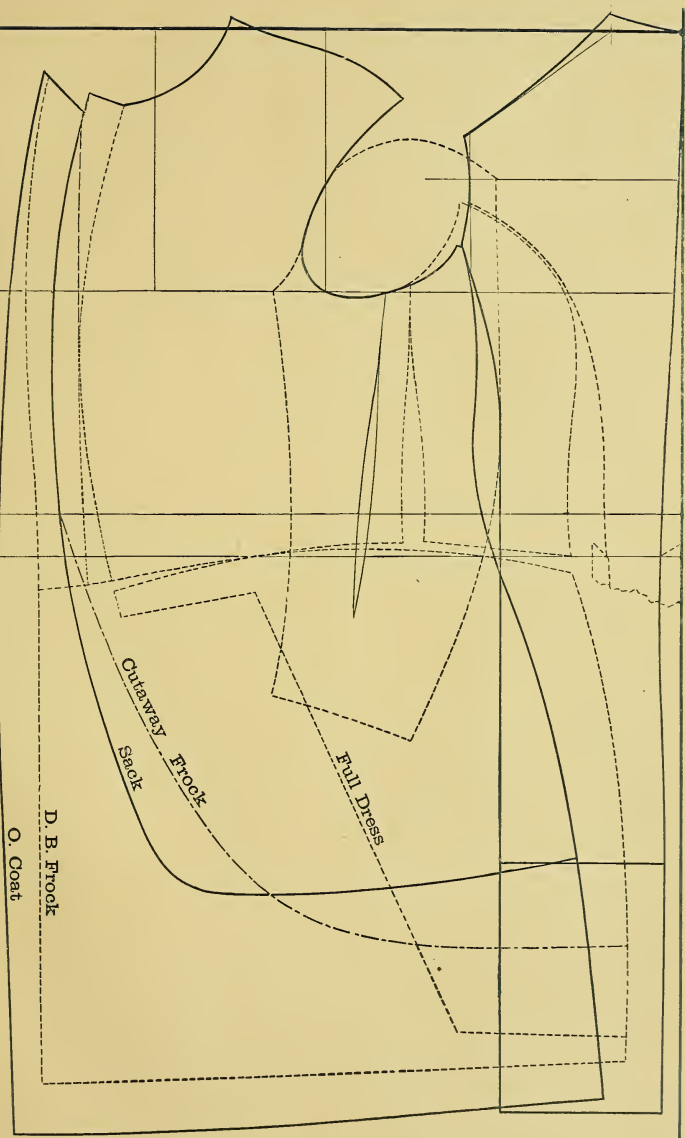 Cutaway Frock
Sack
Full Dress
D. B. Frock
O. Coat